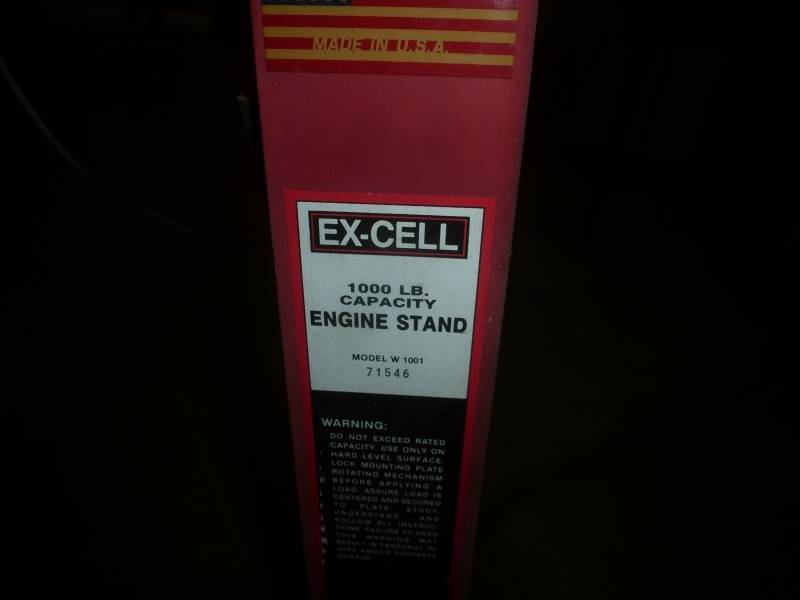 MADE IN U.S.A.
EX-CELL
1000 LB.
CAPACITY
ENGINE STAND
MODEL W 1001
71546
WARNING:
DO NOT EXCEED RATED
CAPACITY. USE ONLY ON
HARD LEVEL SURFACE.
LOCK MOUNTING PLATE
ROTATING MECHANISM
BEFORE APPLYING A
LOAD. ASSURE LOAD IS
CENTERED AND SECURED
TO PLATE. STUDY,
UNDERSTAND, AND
FOLLOW ALL INSTRUC-
TIONS. FAILURE TO HEED
THIS WARNING MAY
RESULT IN PERSONAL IN-
JURY AND/OR PROPERTY
DAMAGE.